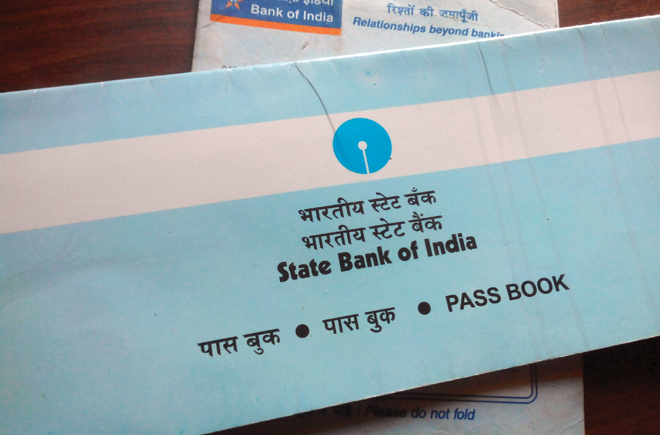 Bank of India
रिश्तों की जमापूँजी
Relationships beyond banking
भारतीय स्टेट बँक
भारतीय स्टेट बैंक
State Bank of India
पास बुक ● पास बुक ● PASS BOOK
Please do not fold